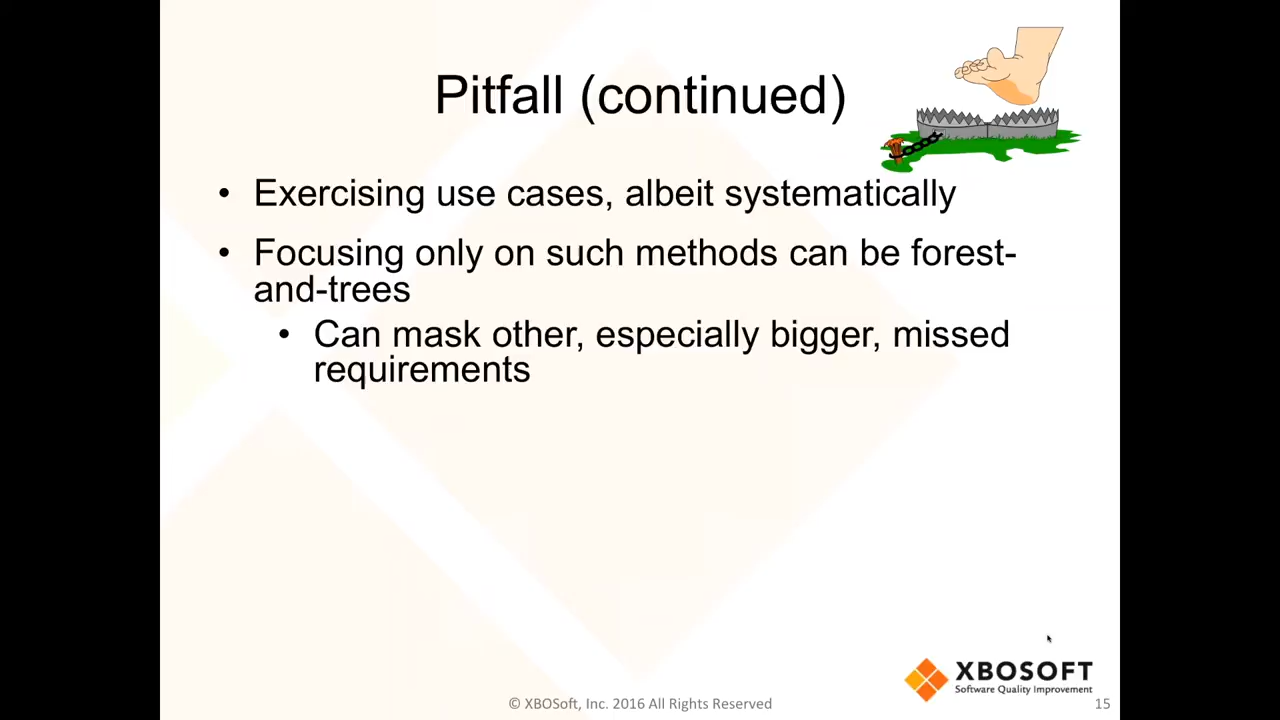 Pitfall (continued)
• Exercising use cases, albeit systematically
• Focusing only on such methods can be forest-
and-trees
• Can mask other, especially bigger, missed
requirements
XBOSOFT
Software Quality Improvement
© XBOSoft, Inc. 2016 All Rights Reserved
15